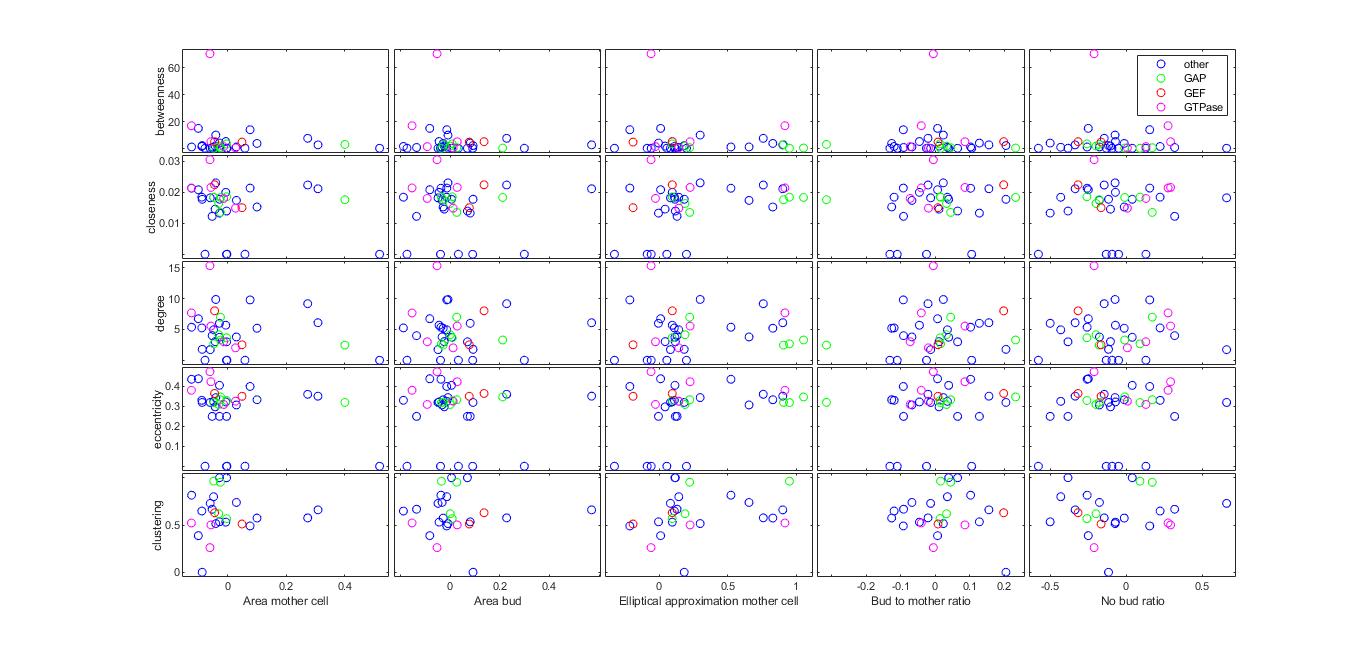 betweenness
60
40
20
other
GAP
GEF
GTPase
closeness
0.03
0.02
0.01
degree
15
10
5
eccentricity
0.4
0.3
0.2
0.1
clustering
0.5
0
0 0.2 0.4
0 0.2 0.4
0 0.5 1
-0.2 -0.1 0 0.1 0.2
-0.5 0 0.5
Area mother cell
Area bud
Elliptical approximation mother cell
Bud to mother ratio
No bud ratio